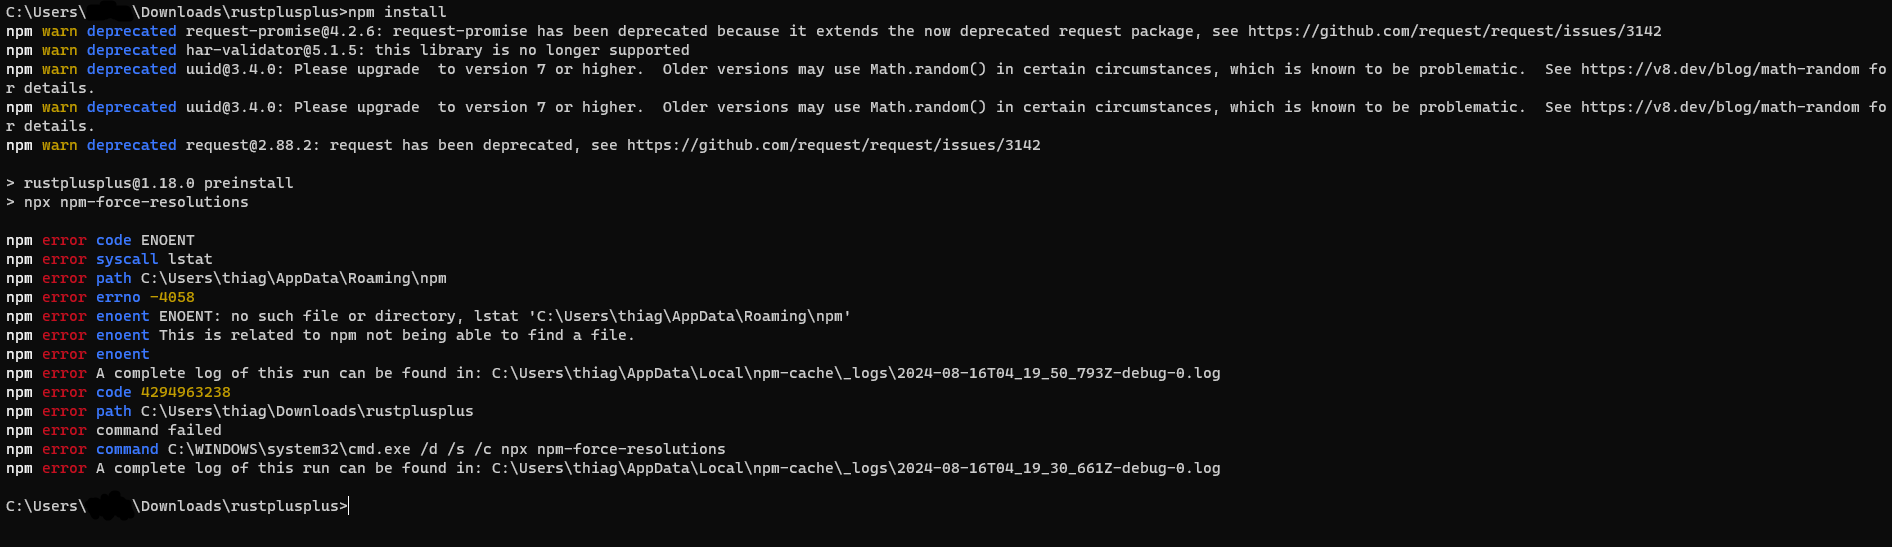 C:\Users\ \Downloads\rustplusplus>npm install
npm warn deprecated request-promise@4.2.6: request-promise has been deprecated because it extends the now deprecated request package, see https://github.com/request/request/issues/3142
npm warn deprecated har-validator@5.1.5: this library is no longer supported
npm warn deprecated uuid@3.4.0: Please upgrade  to version 7 or higher.  Older versions may use Math.random() in certain circumstances, which is known to be problematic.  See https://v8.dev/blog/math-random fo
r details.
npm warn deprecated uuid@3.4.0: Please upgrade  to version 7 or higher.  Older versions may use Math.random() in certain circumstances, which is known to be problematic.  See https://v8.dev/blog/math-random fo
r details.
npm warn deprecated request@2.88.2: request has been deprecated, see https://github.com/request/request/issues/3142
> rustplusplus@1.18.0 preinstall
> npx npm-force-resolutions
npm error code ENOENT
npm error syscall lstat
npm error path C:\Users\thiag\AppData\Roaming\npm
npm error errno -4058
npm error enoent ENOENT: no such file or directory, lstat 'C:\Users\thiag\AppData\Roaming\npm'
npm error enoent This is related to npm not being able to find a file.
npm error enoent
npm error A complete log of this run can be found in: C:\Users\thiag\AppData\Local\npm-cache\_logs\2024-08-16T04_19_50_793Z-debug-0.log
npm error code 4294963238
npm error path C:\Users\thiag\Downloads\rustplusplus
npm error command failed
npm error command C:\WINDOWS\system32\cmd.exe /d /s /c npx npm-force-resolutions
npm error A complete log of this run can be found in: C:\Users\thiag\AppData\Local\npm-cache\_logs\2024-08-16T04_19_30_661Z-debug-0.log
C:\Users\ \Downloads\rustplusplus>